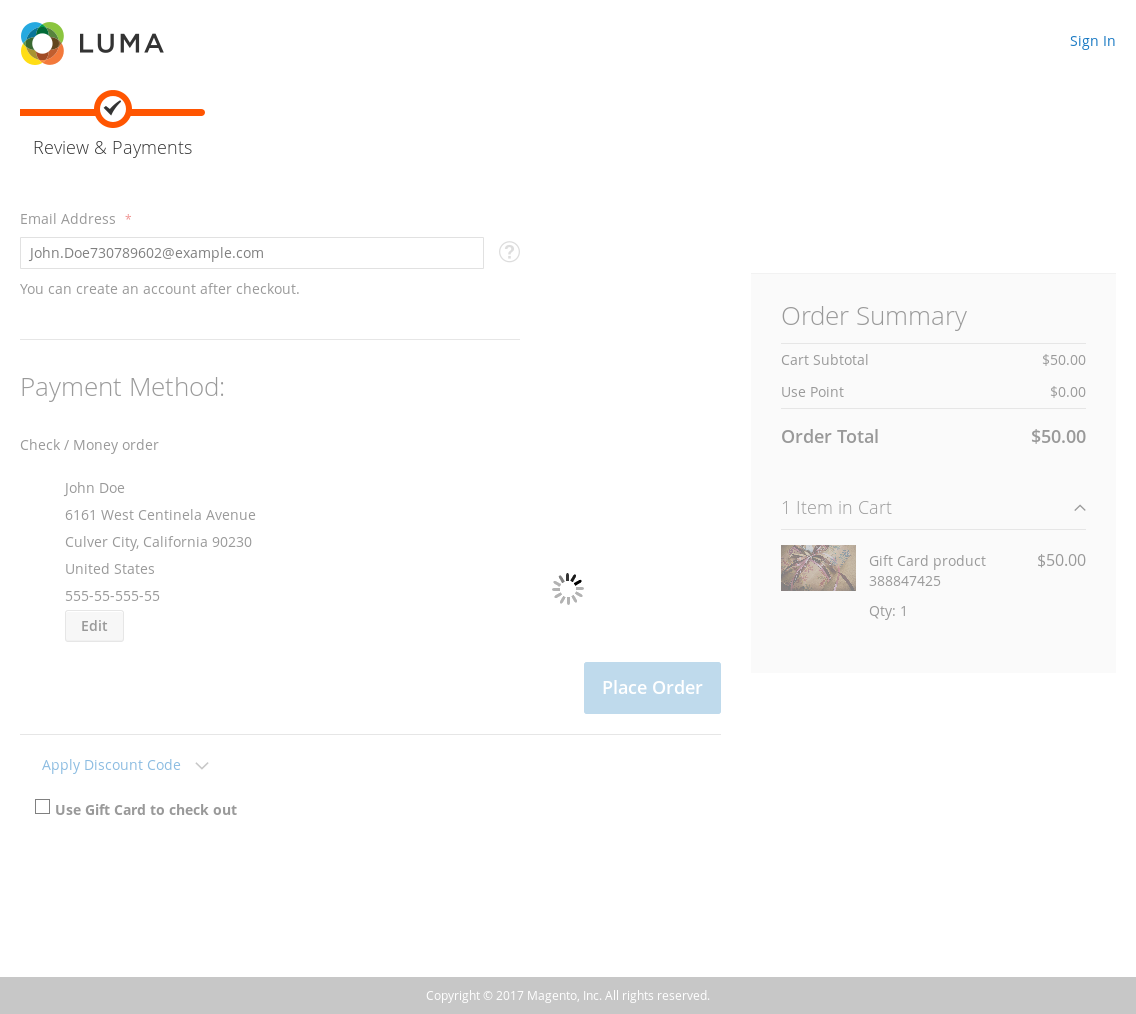 LUMA
Sign In
Review & Payments
Email Address *
John.Doe730789602@example.com
You can create an account after checkout.
Payment Method:
Check / Money order
John Doe
6161 West Centinela Avenue
Culver City, California 90230
United States
555-55-555-55
Edit
Place Order
Apply Discount Code
Use Gift Card to check out
Order Summary
Cart Subtotal $50.00
Use Point $0.00
Order Total $50.00
1 Item in Cart
Gift Card product $50.00
388847425
Qty: 1
Copyright © 2017 Magento, Inc. All rights reserved.